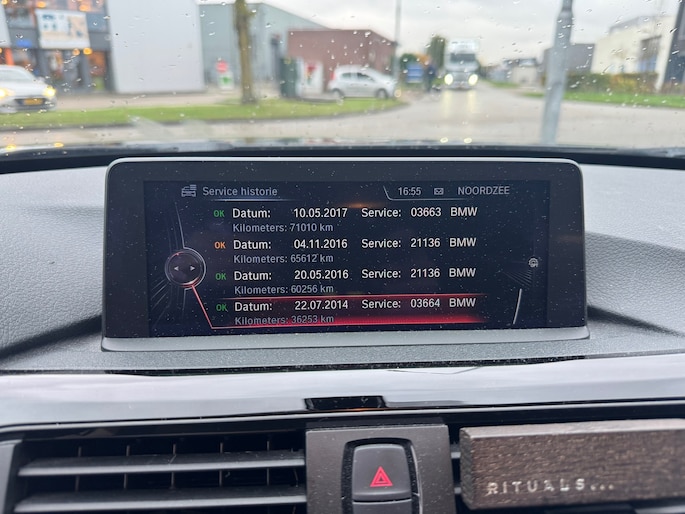 Service historie 16:55 NOORDZEE
OK Datum: 10.05.2017 Service: 03663 BMW
Kilometers: 71010 km
OK Datum: 04.11.2016 Service: 21136 BMW
Kilometers: 65612 km
OK Datum: 20.05.2016 Service: 21136 BMW
Kilometers: 60256 km
OK Datum: 22.07.2014 Service: 03664 BMW
Kilometers: 36253 km
RITUALS...